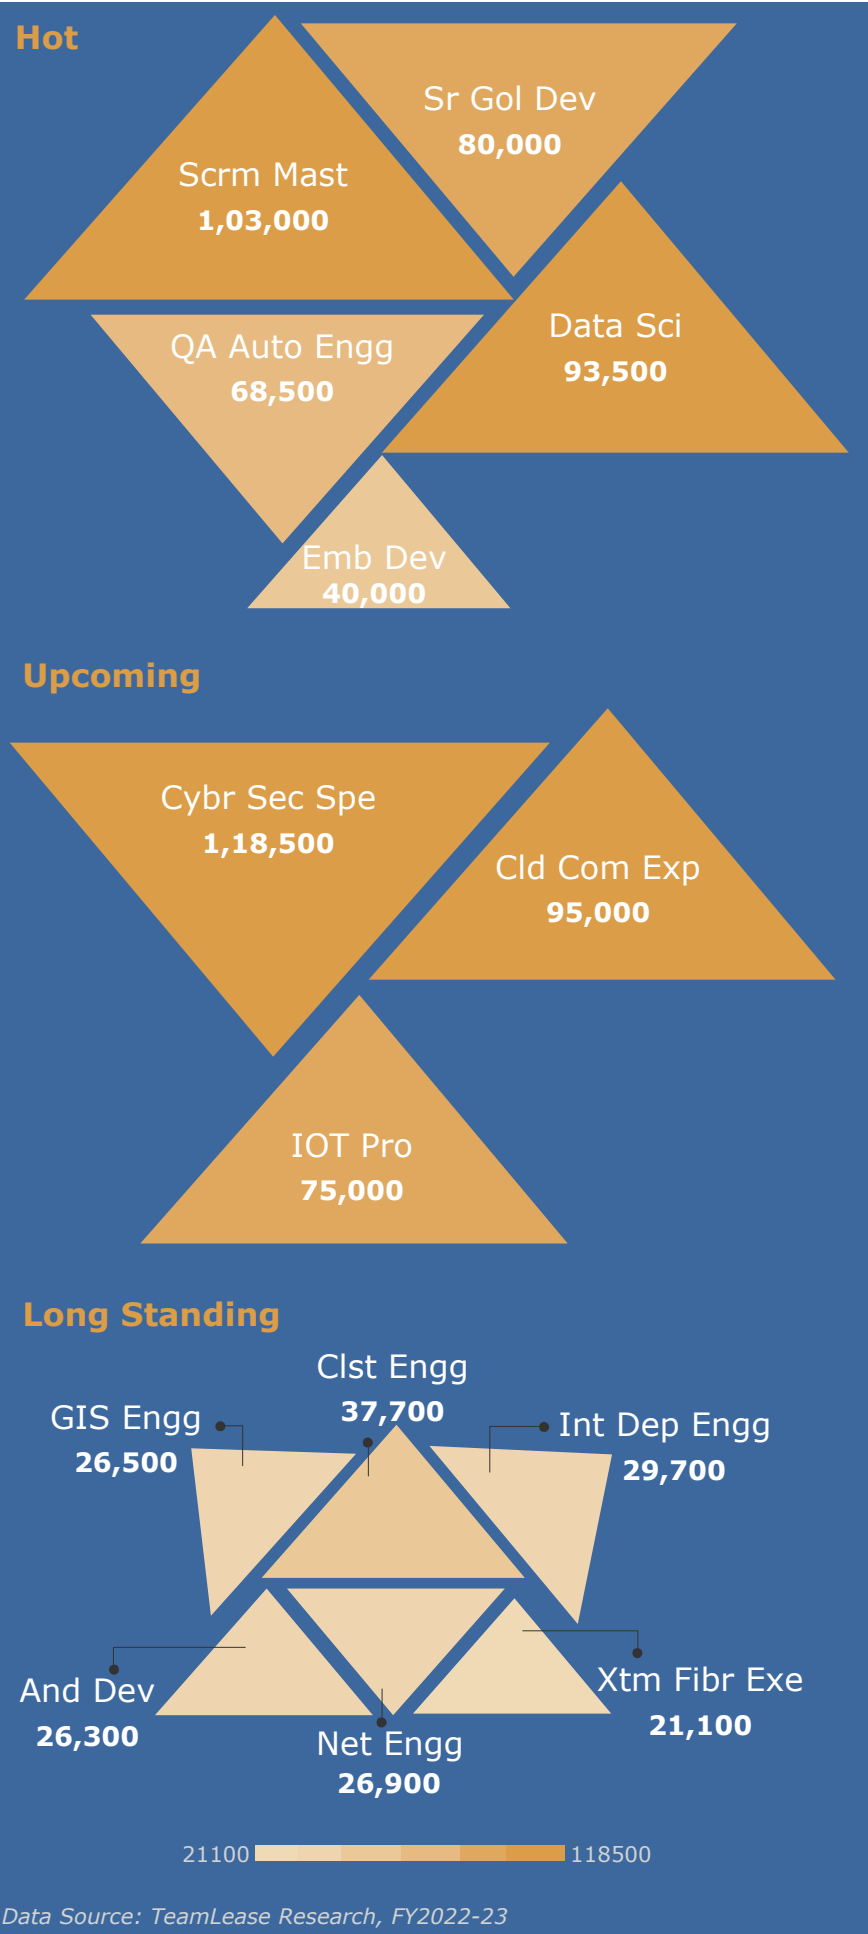 Hot
Sr Gol Dev
80,000
Scrm Mast
1,03,000
Data Sci
93,500
QA Auto Engg
68,500
Emb Dev
40,000
Upcoming
Cybr Sec Spe
1,18,500
Cld Com Exp
95,000
IOT Pro
75,000
Long Standing
Clst Engg
37,700
GIS Engg
26,500
Int Dep Engg
29,700
And Dev
26,300
Xtm Fibr Exe
21,100
Net Engg
26,900
21100
118500
Data Source: TeamLease Research, FY2022-23